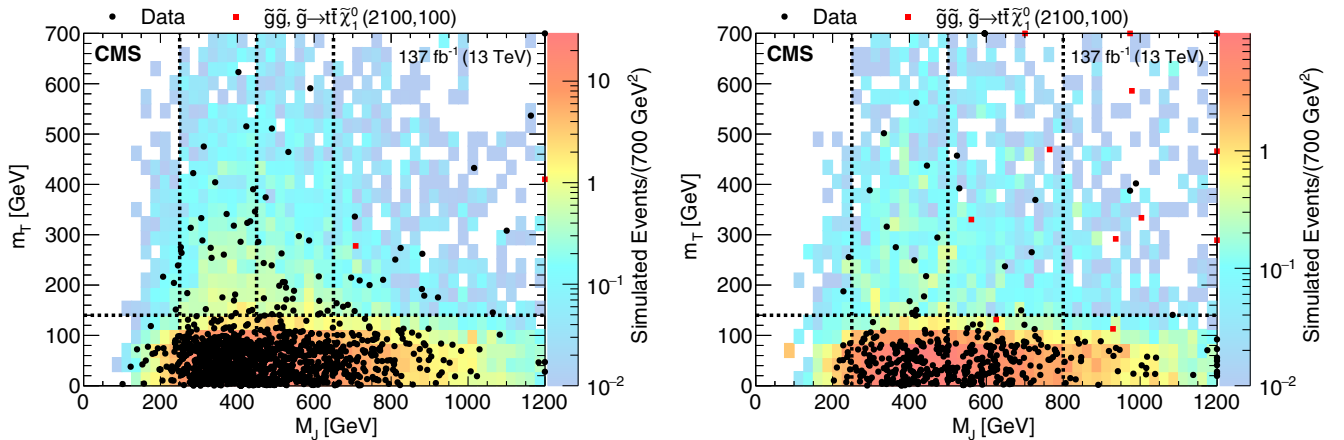 ● Data ■ g̃g̃, g̃→tt̄χ̃⁰₁ (2100,100)
CMS
137 fb⁻¹ (13 TeV)
m_T [GeV]
700
600
500
400
300
200
100
0
0 200 400 600 800 1000 1200
M_J [GeV]
10
1
10⁻¹
10⁻²
Simulated Events/(700 GeV²)
● Data ■ g̃g̃, g̃→tt̄χ̃⁰₁ (2100,100)
CMS
137 fb⁻¹ (13 TeV)
m_T [GeV]
700
600
500
400
300
200
100
0
0 200 400 600 800 1000 1200
M_J [GeV]
1
10⁻¹
10⁻²
Simulated Events/(700 GeV²)